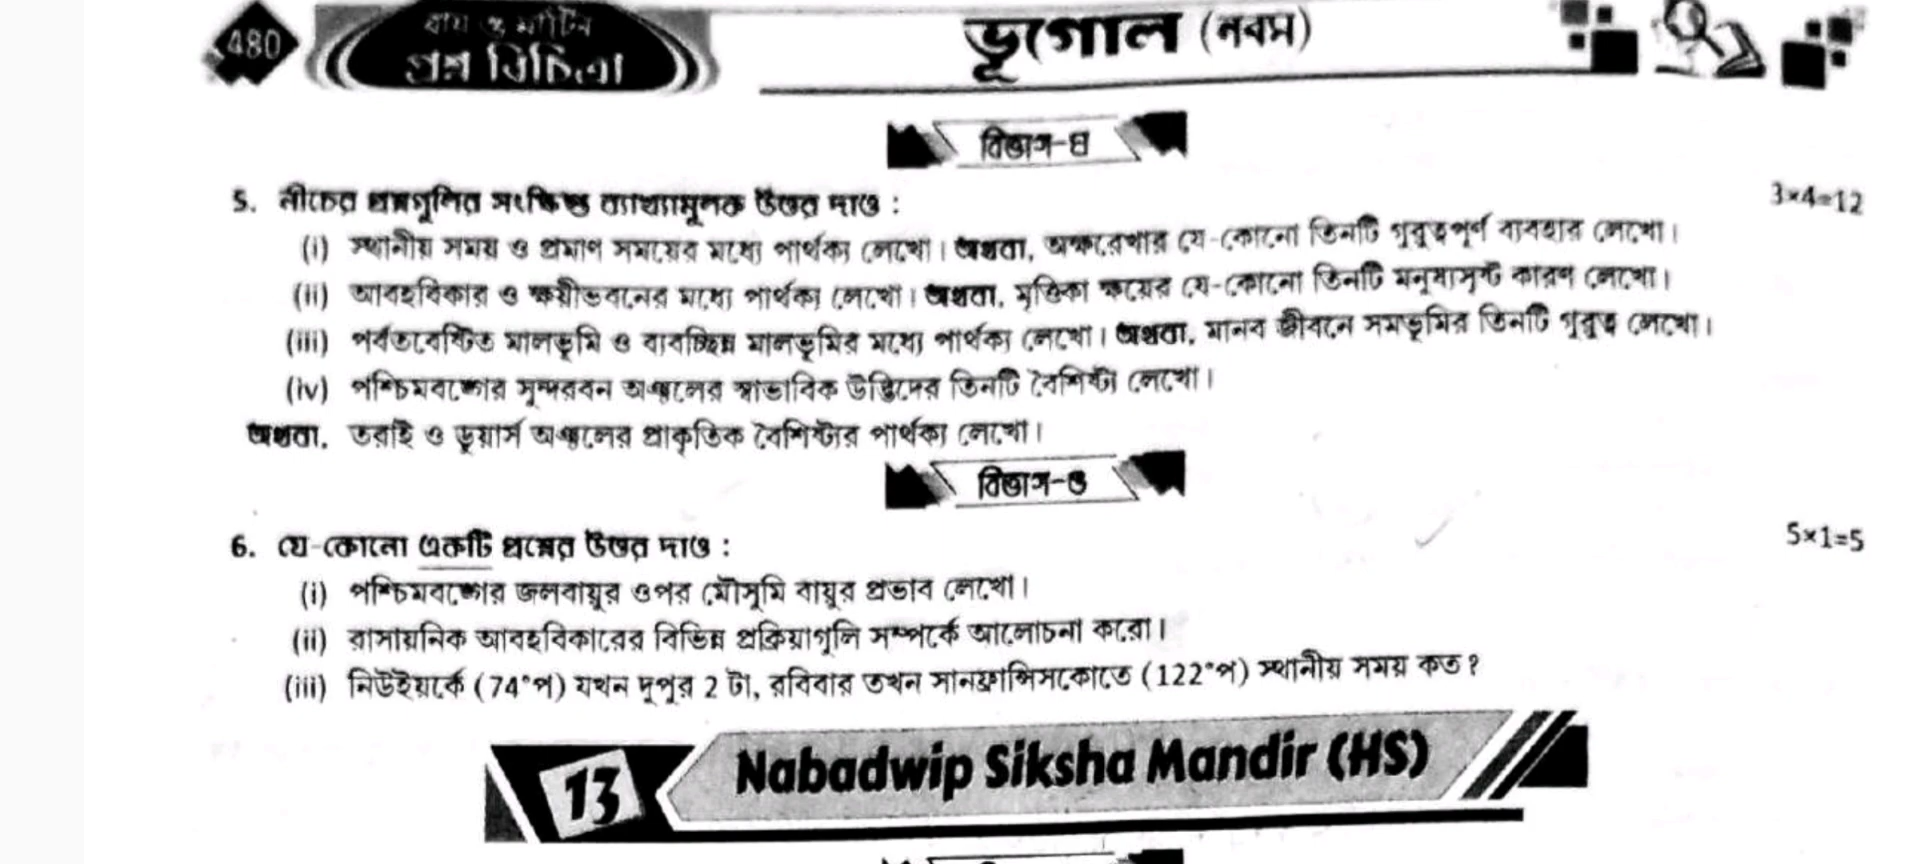 480
রায় ও মার্টিন
প্রশ্ন বিচিত্রা
ভূগোল (নবম)
বিভাগ-ঘ
5. নীচের প্রশ্নগুলির সংক্ষিপ্ত ব্যাখ্যামূলক উত্তর দাও : 3×4=12
(i) স্থানীয় সময় ও প্রমাণ সময়ের মধ্যে পার্থক্য লেখো। অথবা, অক্ষরেখার যে-কোনো তিনটি গুরুত্বপূর্ণ ব্যবহার লেখো।
(ii) আবহবিকার ও ক্ষয়ীভবনের মধ্যে পার্থক্য লেখো। অথবা, মৃত্তিকা ক্ষয়ের যে-কোনো তিনটি মনুষ্যসৃষ্ট কারণ লেখো।
(iii) পর্বতবেষ্টিত মালভূমি ও ব্যবচ্ছিন্ন মালভূমির মধ্যে পার্থক্য লেখো। অথবা, মানব জীবনে সমভূমির তিনটি গুরুত্ব লেখো।
(iv) পশ্চিমবঙ্গের সুন্দরবন অঞ্চলের স্বাভাবিক উদ্ভিদের তিনটি বৈশিষ্ট্য লেখো।
অথবা, তরাই ও ডুয়ার্স অঞ্চলের প্রাকৃতিক বৈশিষ্ট্যের পার্থক্য লেখো।
বিভাগ-ঙ
6. যে-কোনো একটি প্রশ্নের উত্তর দাও : 5×1=5
(i) পশ্চিমবঙ্গের জলবায়ুর ওপর মৌসুমি বায়ুর প্রভাব লেখো।
(ii) রাসায়নিক আবহবিকারের বিভিন্ন প্রক্রিয়াগুলি সম্পর্কে আলোচনা করো।
(iii) নিউইয়র্কে (74°প) যখন দুপুর 2 টা, রবিবার তখন সানফ্রান্সিসকোতে (122°প) স্থানীয় সময় কত?
13 Nabadwip Siksha Mandir (HS)